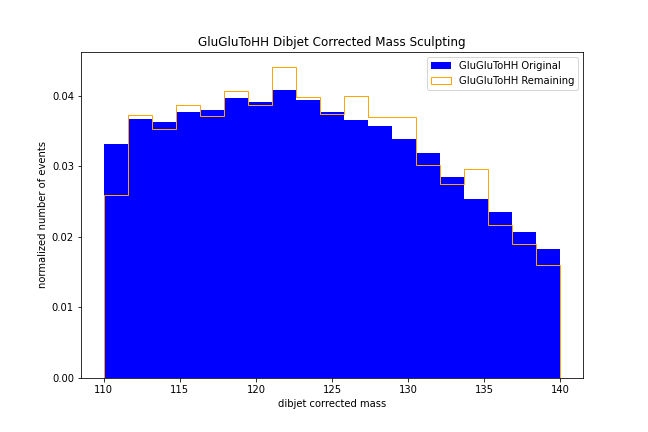 GluGluToHH Dibjet Corrected Mass Sculpting
GluGluToHH Original
GluGluToHH Remaining
normalized number of events
0.04
0.03
0.02
0.01
0.00
110
115
120
125
130
135
140
dibjet corrected mass